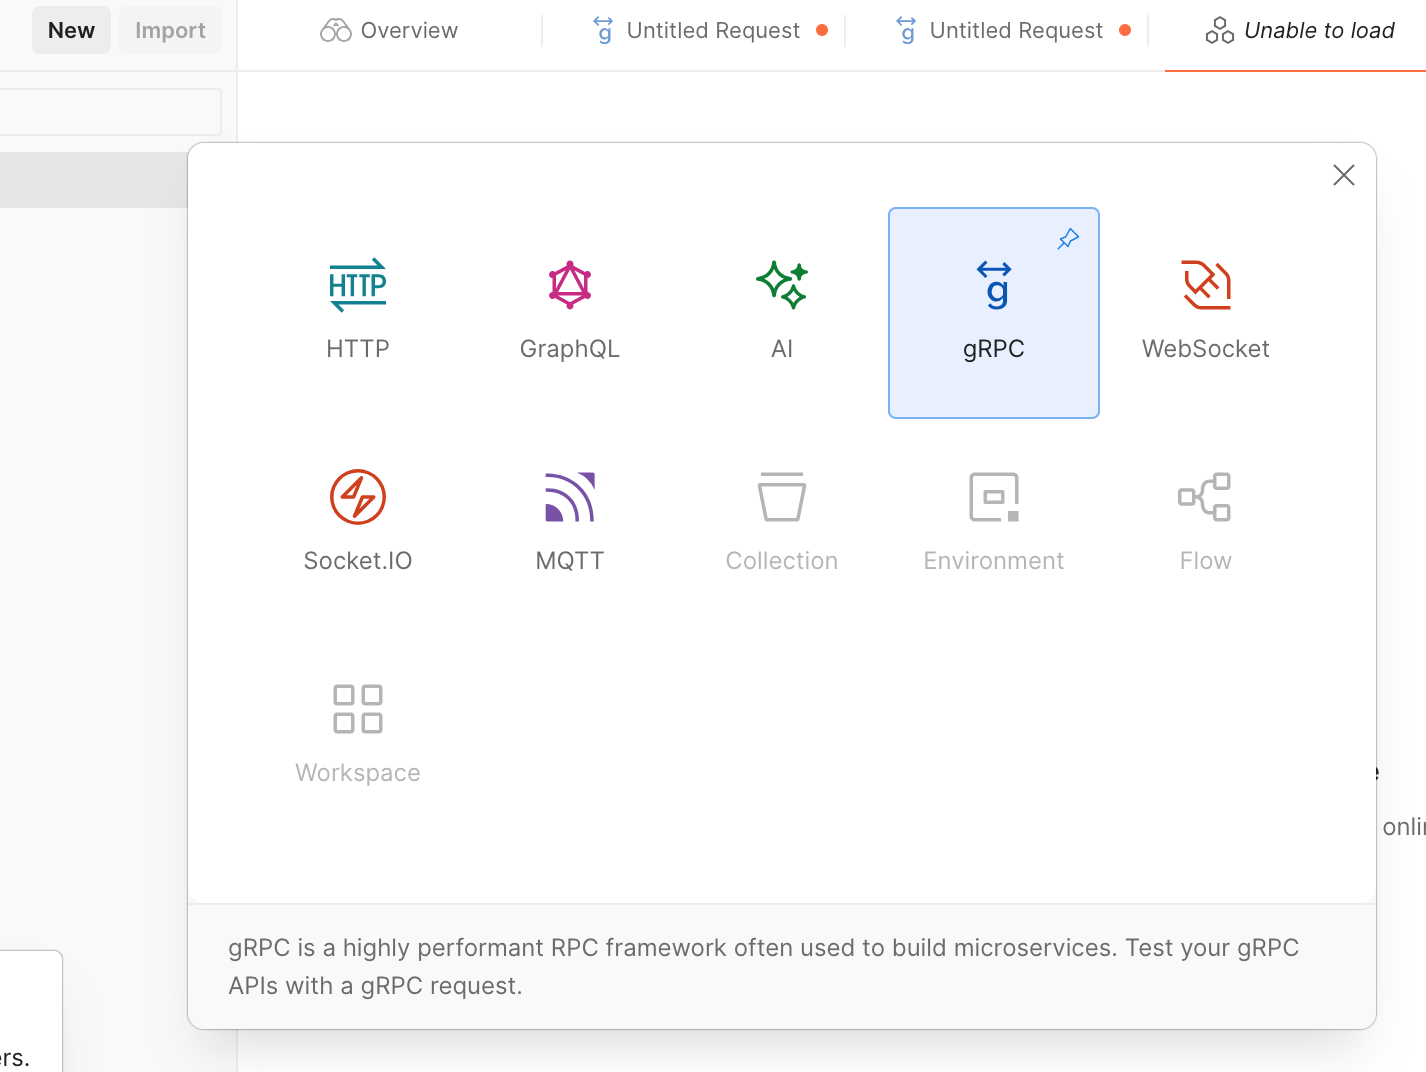 New
Import
Overview
Untitled Request
Untitled Request
Unable to load
HTTP
HTTP
GraphQL
AI
g
gRPC
WebSocket
Socket.IO
MQTT
Collection
Environment
Flow
Workspace
onli
gRPC is a highly performant RPC framework often used to build microservices. Test your gRPC
APIs with a gRPC request.
ers.